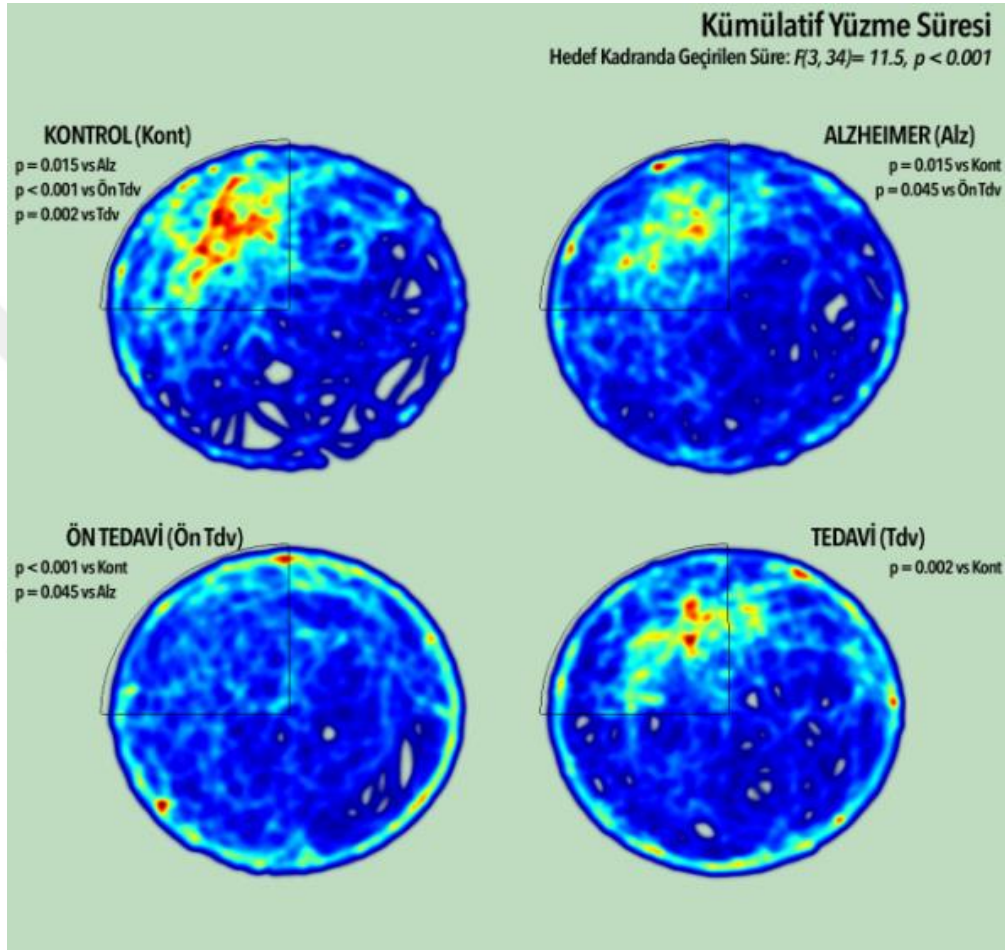 Kümülatif Yüzme Süresi
Hedef Kadranda Geçirilen Süre: F(3, 34)= 11.5, p < 0.001
KONTROL (Kont)
p = 0.015 vs Alz
p < 0.001 vs Ön Tdv
p = 0.002 vs Tdv
ALZHEIMER (Alz)
p = 0.015 vs Kont
p = 0.045 vs Ön Tdv
ÖN TEDAVİ (Ön Tdv)
p < 0.001 vs Kont
p = 0.045 vs Alz
TEDAVİ (Tdv)
p = 0.002 vs Kont